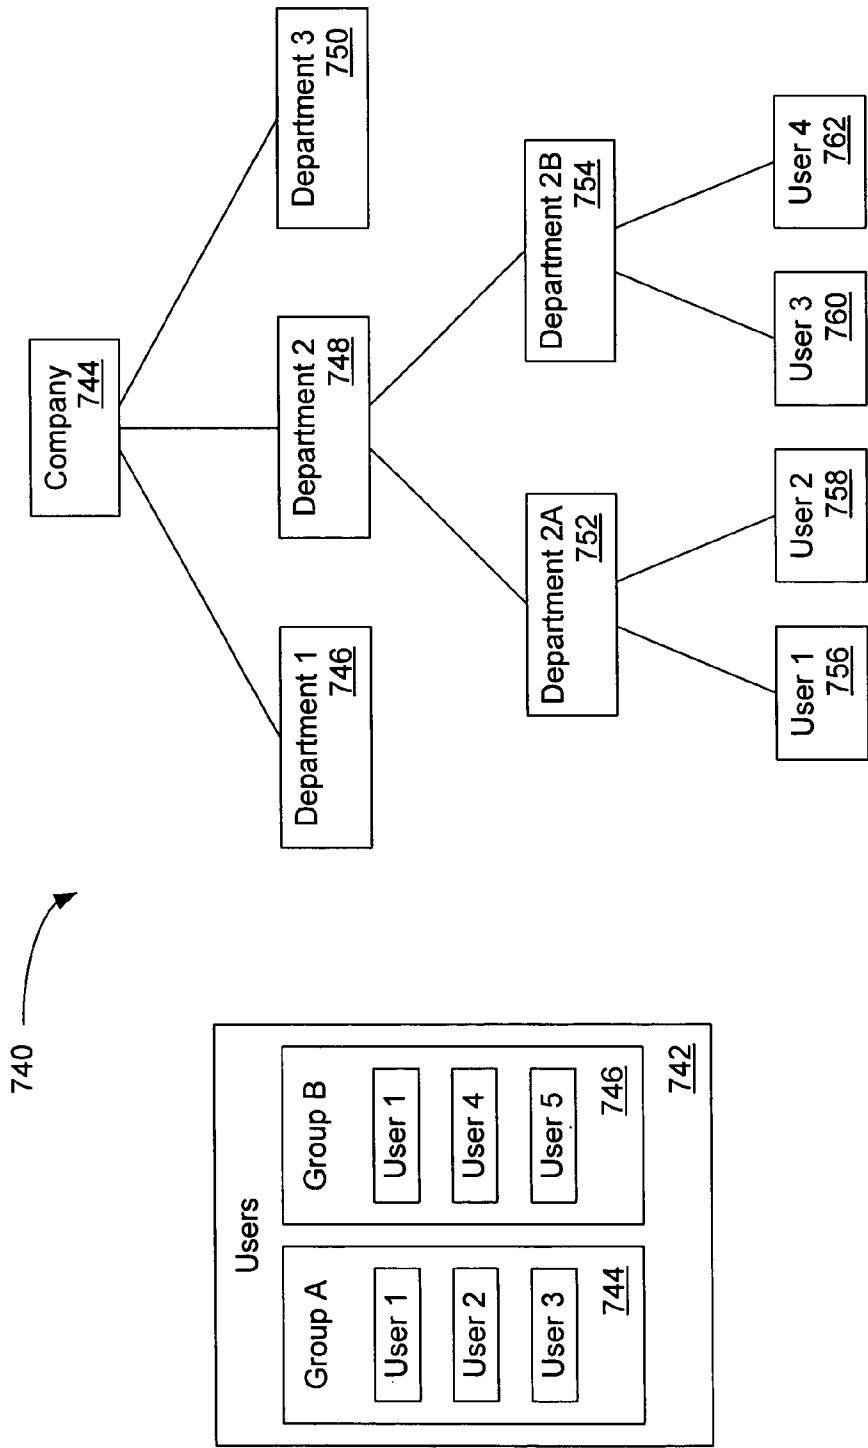 740
Users
Group A
User 1
User 2
User 3
744
Group B
User 1
User 4
User 5
746
742
Company
744
Department 1
746
Department 2
748
Department 3
750
Department 2A
752
Department 2B
754
User 1
756
User 2
758
User 3
760
User 4
762